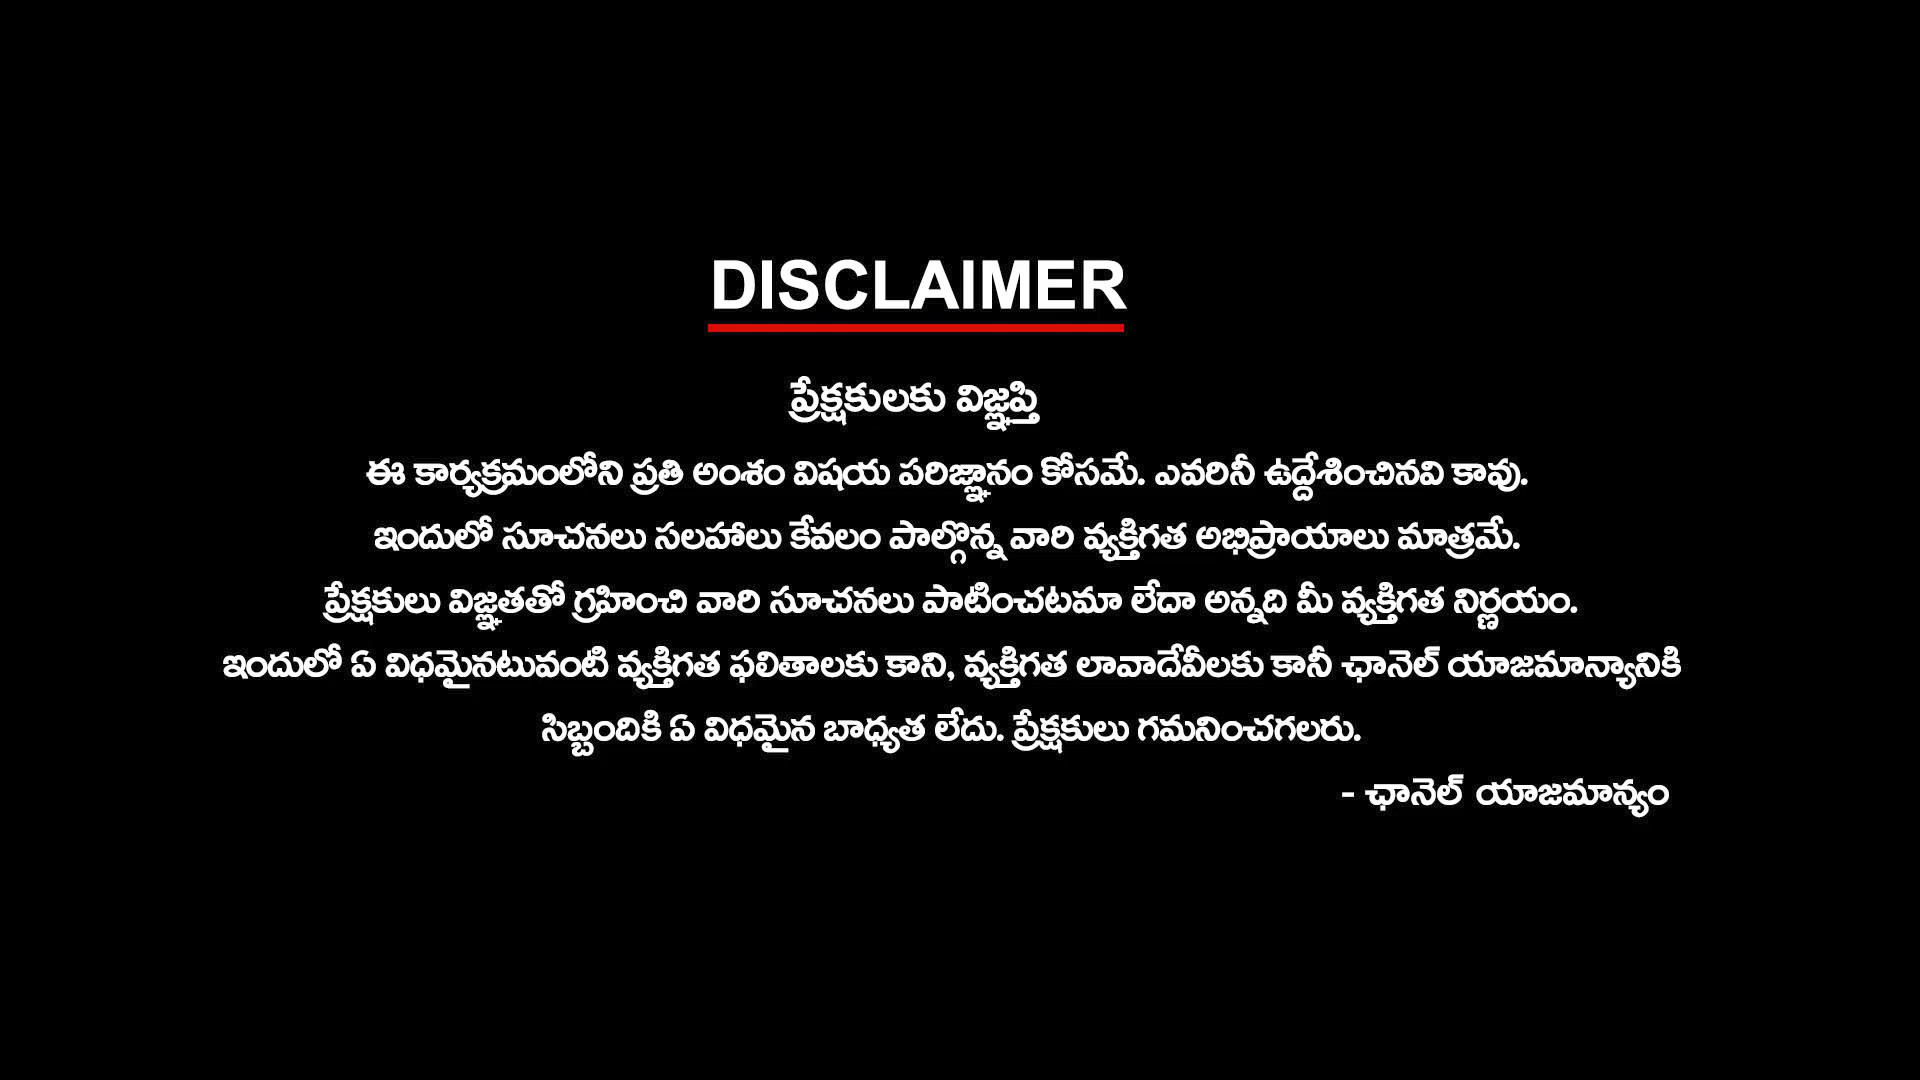 DISCLAIMER
ప్రేక్షకులకు విజ్ఞప్తి
ఈ కార్యక్రమంలోని ప్రతి అంశం విషయ పరిజ్ఞానం కోసమే. ఎవరినీ ఉద్దేశించినవి కావు.
ఇందులో సూచనలు సలహాలు కేవలం పాల్గొన్న వారి వ్యక్తిగత అభిప్రాయాలు మాత్రమే.
ప్రేక్షకులు విజ్ఞతతో గ్రహించి వారి సూచనలు పాటించటమా లేదా అన్నది మీ వ్యక్తిగత నిర్ణయం.
ఇందులో ఏ విధమైనటువంటి వ్యక్తిగత ఫలితాలకు కాని, వ్యక్తిగత లావాదేవీలకు కానీ ఛానెల్ యాజమాన్యానికి
సిబ్బందికి ఏ విధమైన బాధ్యత లేదు. ప్రేక్షకులు గమనించగలరు.
- ఛానెల్ యాజమాన్యం